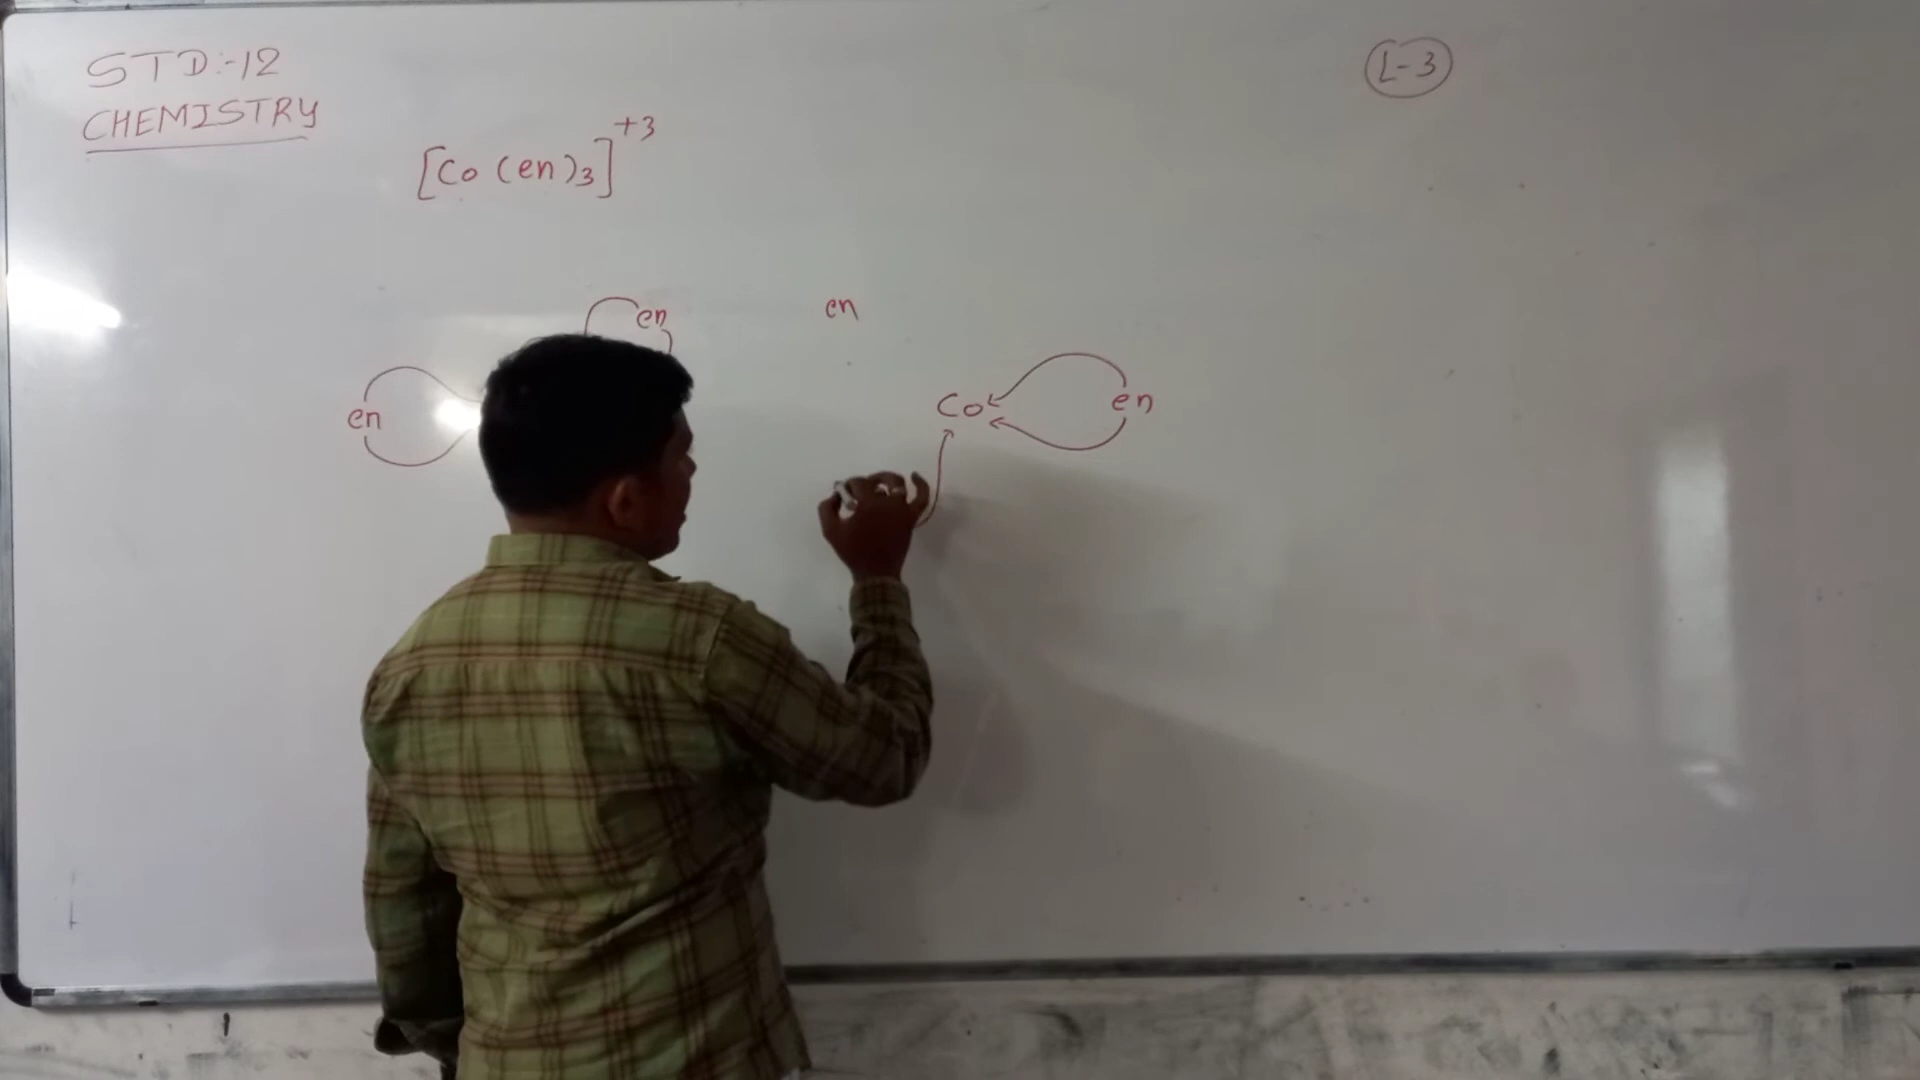 STD:-12
L-3
CHEMISTRY
[Co (en)3]+3
en
en
en
Co
en